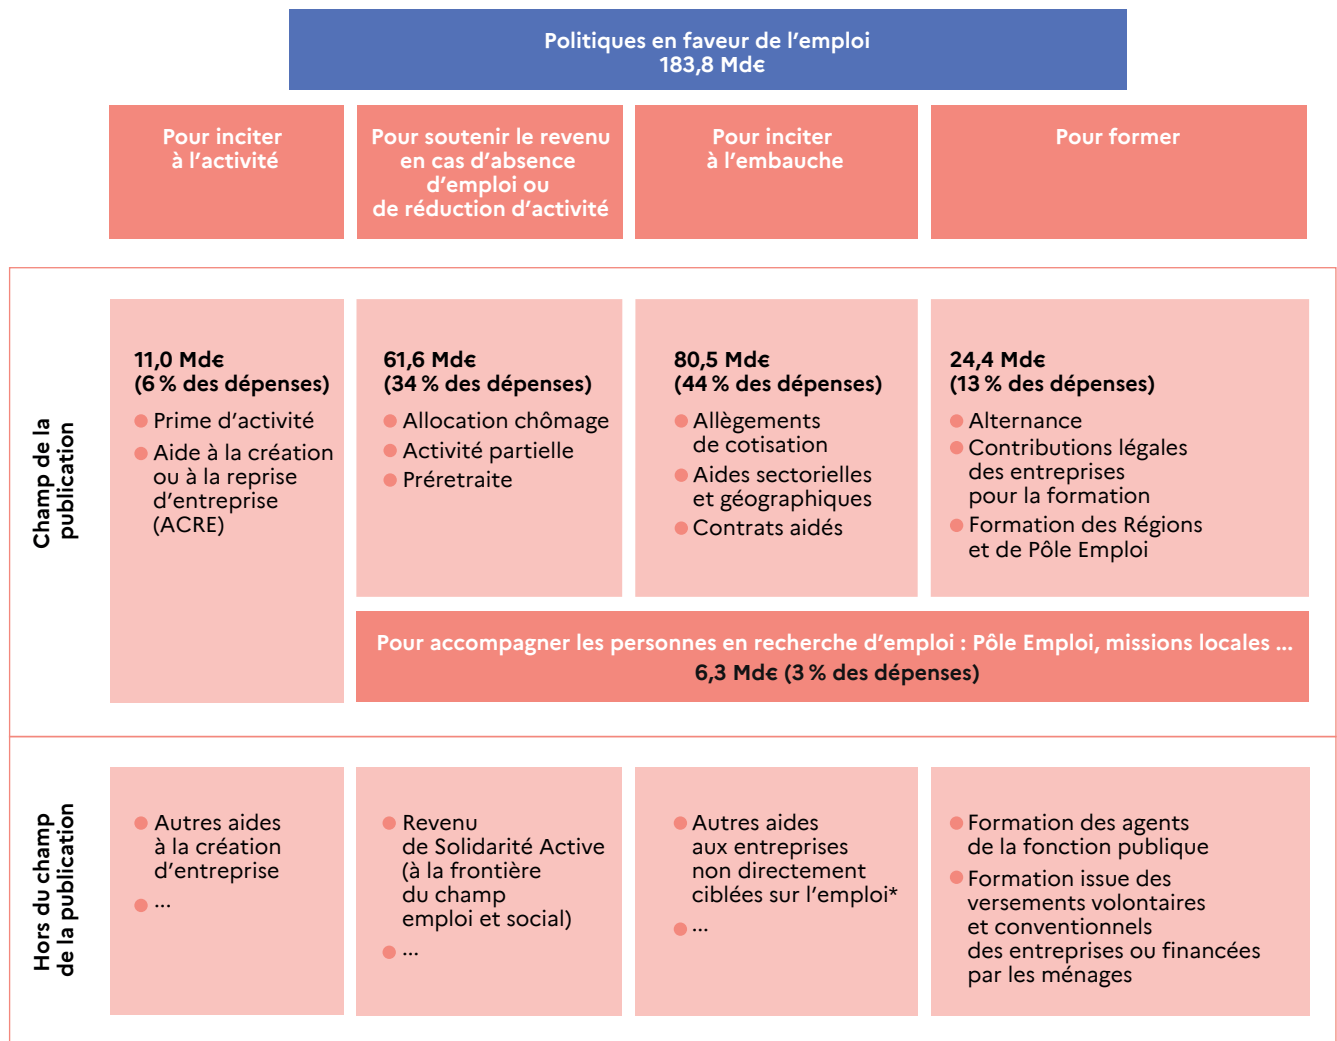 Politiques en faveur de l’emploi
183,8 Md€
Pour inciter
à l’activité
Pour soutenir le revenu
en cas d’absence
d’emploi ou
de réduction d’activité
Pour inciter
à l’embauche
Pour former
Champ de la
publication
11,0 Md€
(6 % des dépenses)
Prime d’activité
Aide à la création
ou à la reprise
d’entreprise
(ACRE)
61,6 Md€
(34 % des dépenses)
Allocation chômage
Activité partielle
Préretraite
80,5 Md€
(44 % des dépenses)
Allègements
de cotisation
Aides sectorielles
et géographiques
Contrats aidés
24,4 Md€
(13 % des dépenses)
Alternance
Contributions légales
des entreprises
pour la formation
Formation des Régions
et de Pôle Emploi
Pour accompagner les personnes en recherche d’emploi : Pôle Emploi, missions locales ...
6,3 Md€ (3 % des dépenses)
Hors du champ
de la publication
Autres aides
à la création
d’entreprise
...
Revenu
de Solidarité Active
(à la frontière
du champ
emploi et social)
...
Autres aides
aux entreprises
non directement
ciblées sur l’emploi*
...
Formation des agents
de la fonction publique
Formation issue des
versements volontaires
et conventionnels
des entreprises ou financées
par les ménages